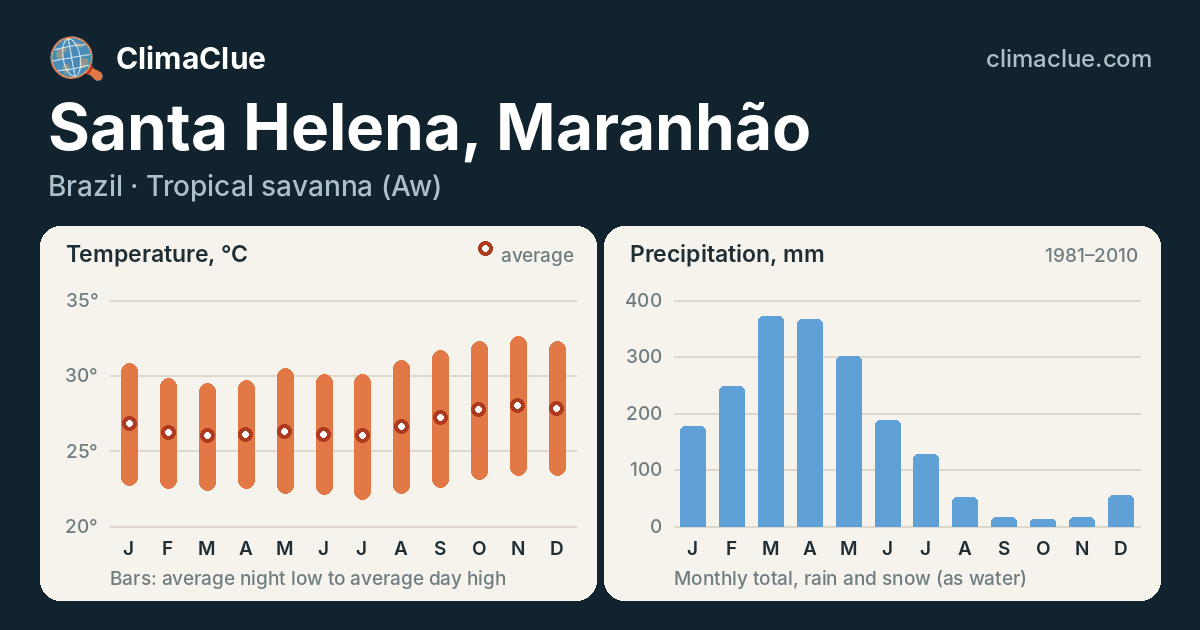 ClimaClue
climaclue.com
Santa Helena, Maranhão
Brazil · Tropical savanna (Aw)
Temperature, °C
average
35°
30°
25°
20°
J F M A M J J A S O N D
Bars: average night low to average day high
Precipitation, mm
1981–2010
400
300
200
100
0
J F M A M J J A S O N D
Monthly total, rain and snow (as water)